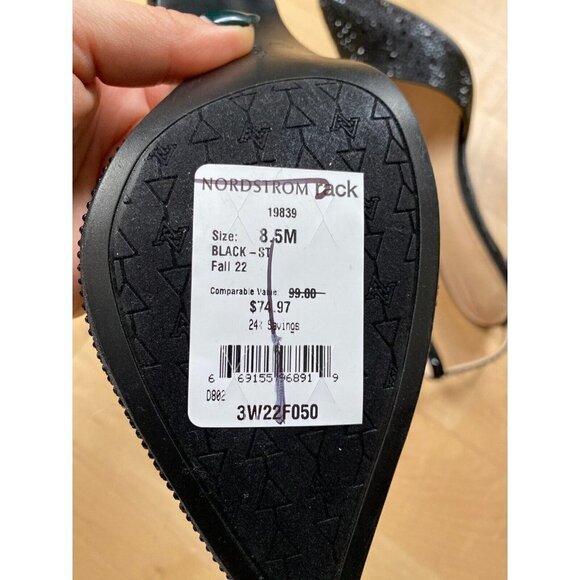 NORDSTROM rack
19839
Size: 8.5M
BLACK-ST
Fall 22
Comparable Value 99.00
$74.97
24% Savings
6 69155 96891 9
D802
3W22F050